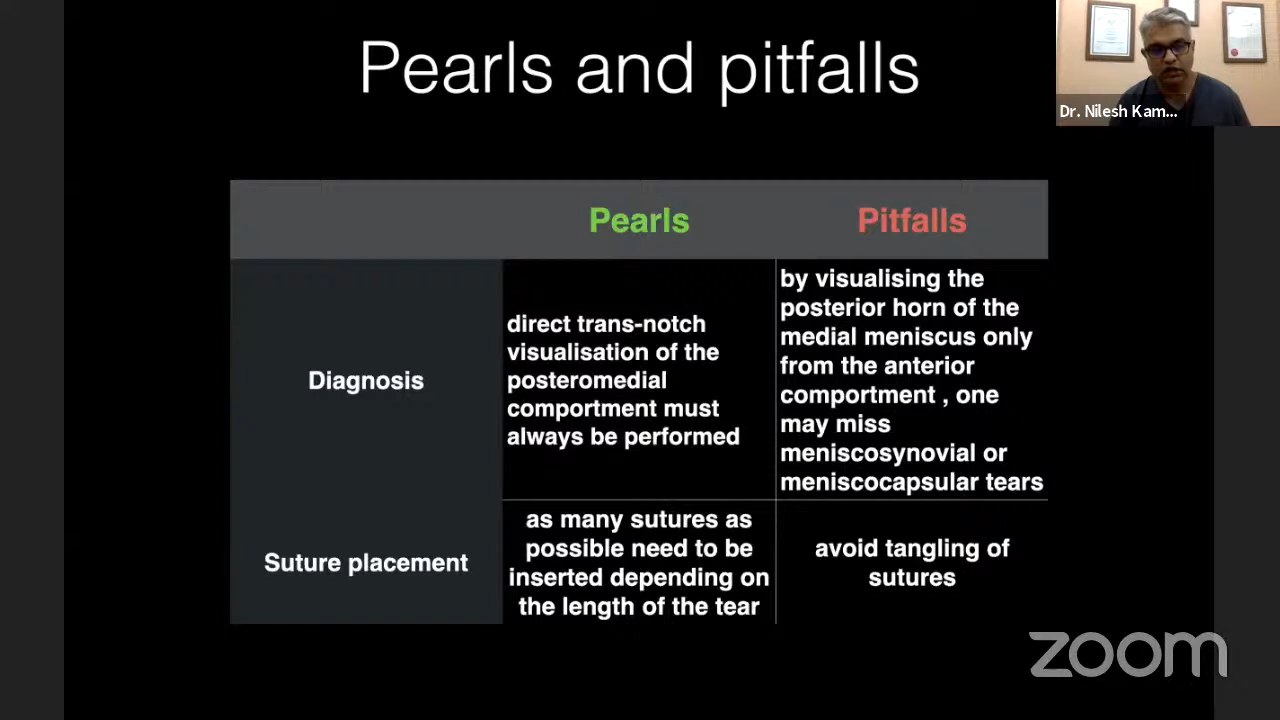 Pearls and pitfalls
Dr. Nilesh Kam...
Pearls
Pitfalls
Diagnosis
direct trans-notch
visualisation of the
posteromedial
comportment must
always be performed
by visualising the
posterior horn of the
medial meniscus only
from the anterior
comportment , one
may miss
meniscosynovial or
meniscocapsular tears
Suture placement
as many sutures as
possible need to be
inserted depending on
the length of the tear
avoid tangling of
sutures
zoom